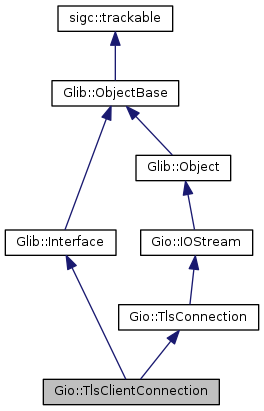 sigc::trackable
Glib::ObjectBase
Glib::Object
Glib::Interface
Gio::IOStream
Gio::TlsConnection
Gio::TlsClientConnection